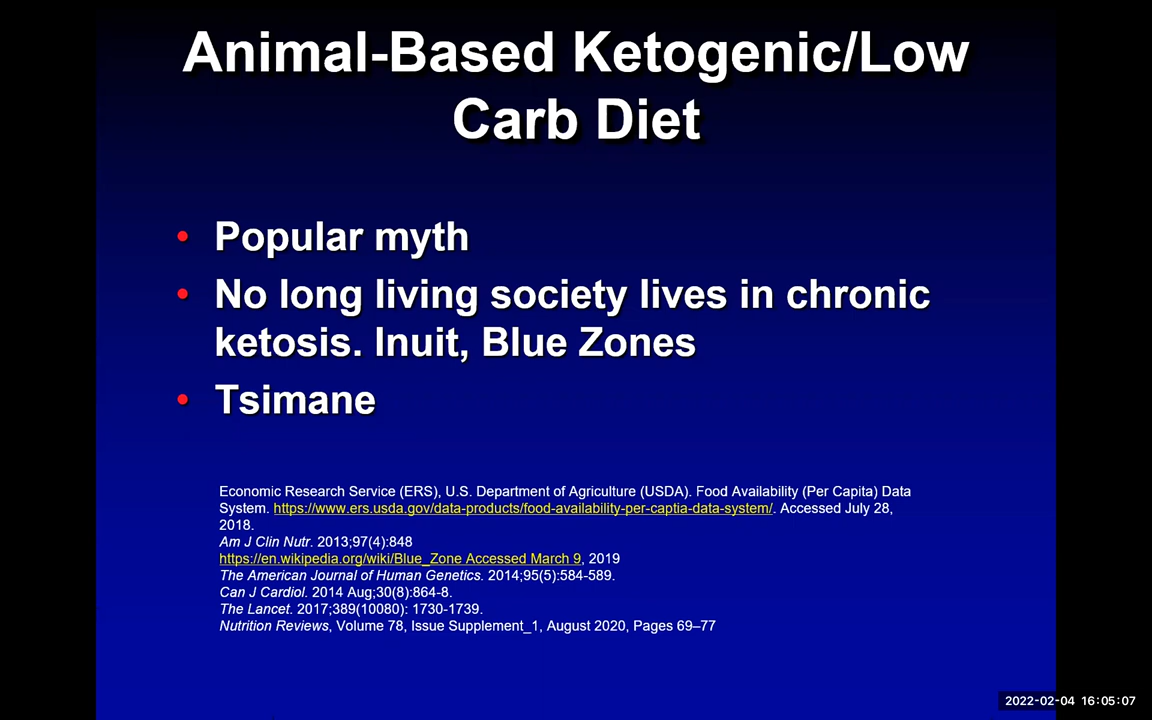 Animal-Based Ketogenic/Low
Carb Diet
• Popular myth
• No long living society lives in chronic
ketosis. Inuit, Blue Zones
• Tsimane
Economic Research Service (ERS), U.S. Department of Agriculture (USDA). Food Availability (Per Capita) Data
System. https://www.ers.usda.gov/data-products/food-availability-per-captia-data-system/. Accessed July 28,
2018.
Am J Clin Nutr. 2013;97(4):848
https://en.wikipedia.org/wiki/Blue_Zone Accessed March 9, 2019
The American Journal of Human Genetics. 2014;95(5):584-589.
Can J Cardiol. 2014 Aug;30(8):864-8.
The Lancet. 2017;389(10080): 1730-1739.
Nutrition Reviews, Volume 78, Issue Supplement_1, August 2020, Pages 69–77
2022-02-04 16:05:07